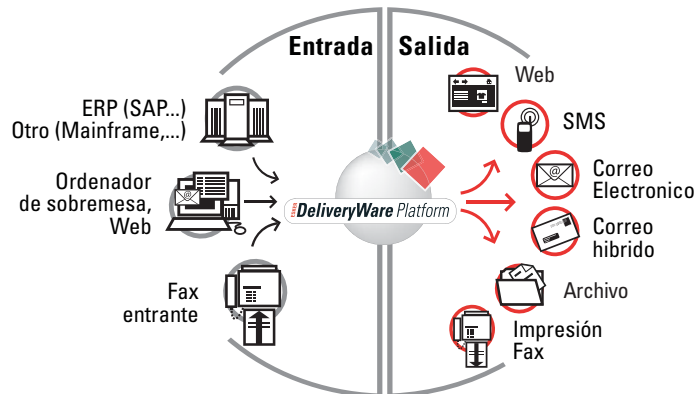 Entrada
Salida
ERP (SAP...)
Otro (Mainframe,...)
Ordenador
de sobremesa,
Web
Fax
entrante
DeliveryWare Platform
Web
SMS
Correo
Electronico
Correo
hibrido
Archivo
Impresión
Fax